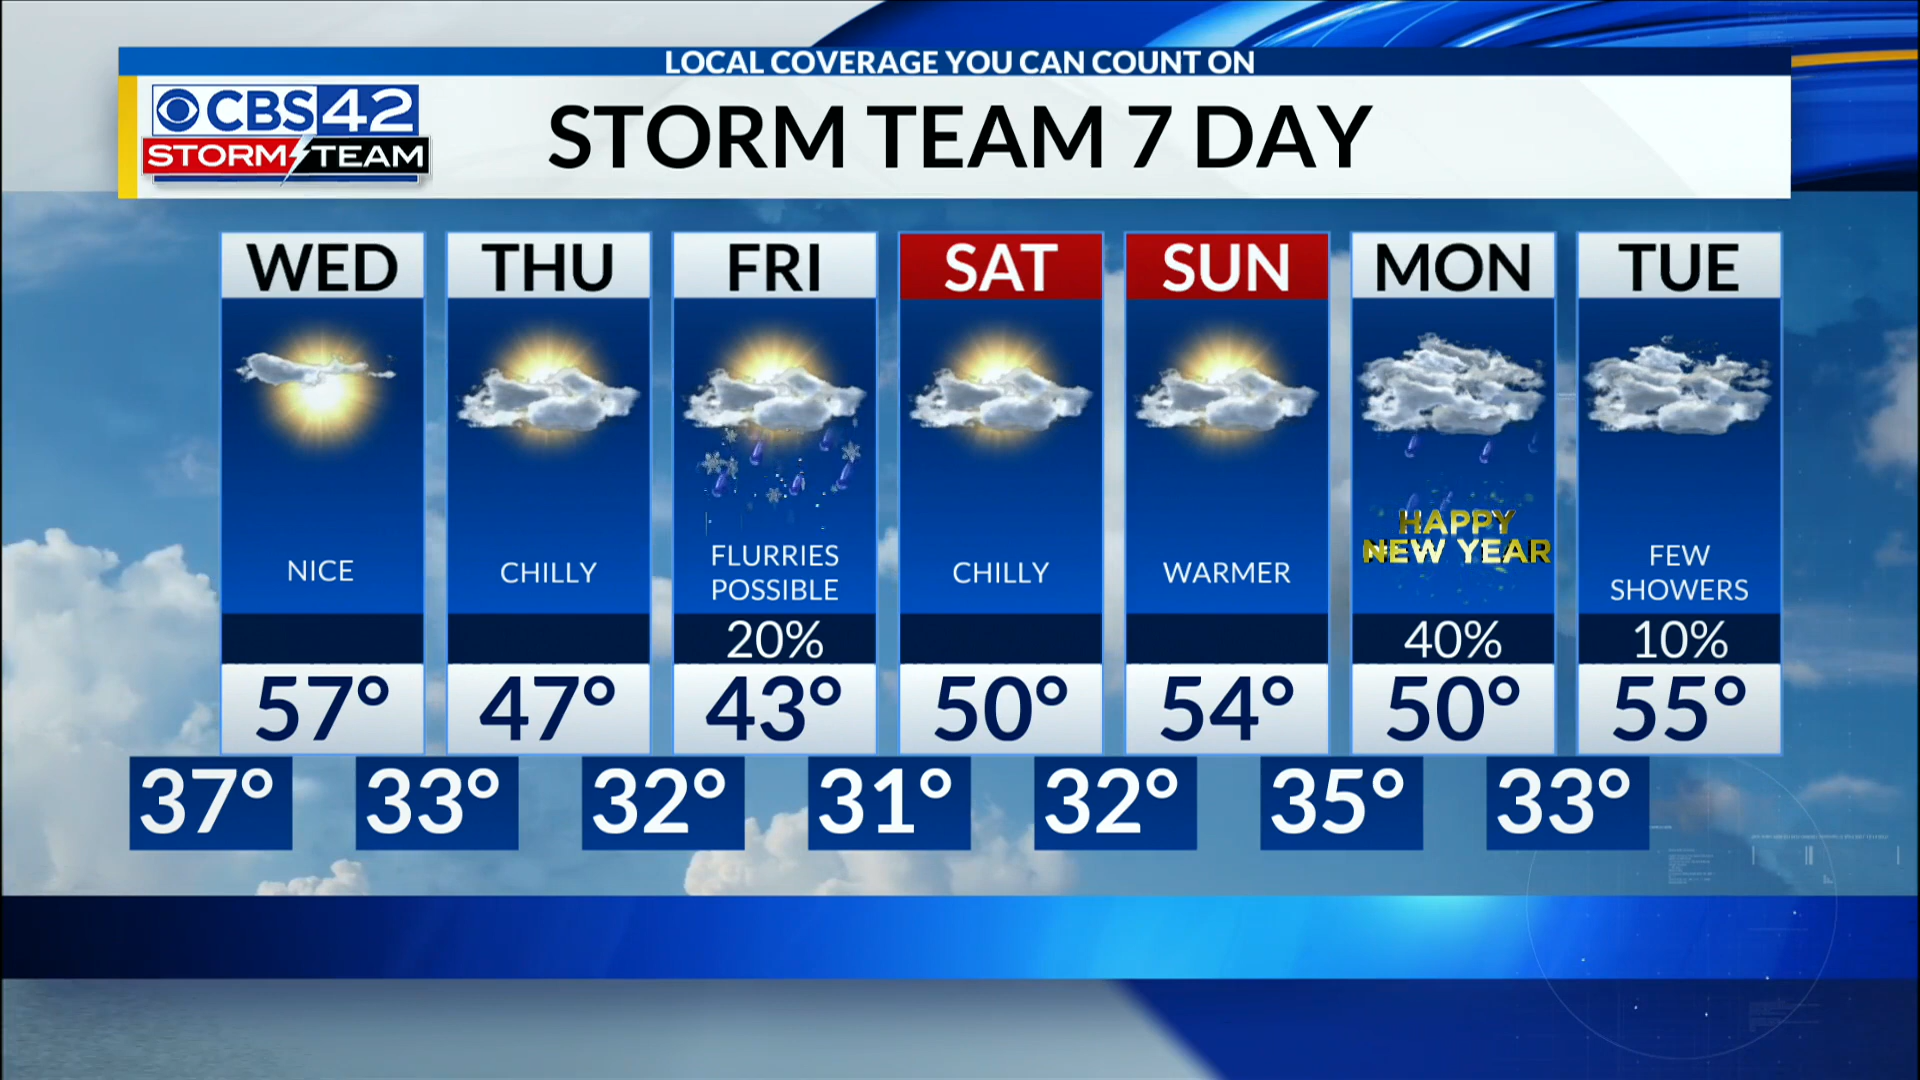 LOCAL COVERAGE YOU CAN COUNT ON
CBS 42
STORM TEAM
STORM TEAM 7 DAY
WED THU FRI SAT SUN MON TUE
NICE
CHILLY
FLURRIES
POSSIBLE
CHILLY
WARMER
HAPPY
NEW YEAR
FEW
SHOWERS
20% 40% 10%
57° 47° 43° 50° 54° 50° 55°
37° 33° 32° 31° 32° 35° 33°